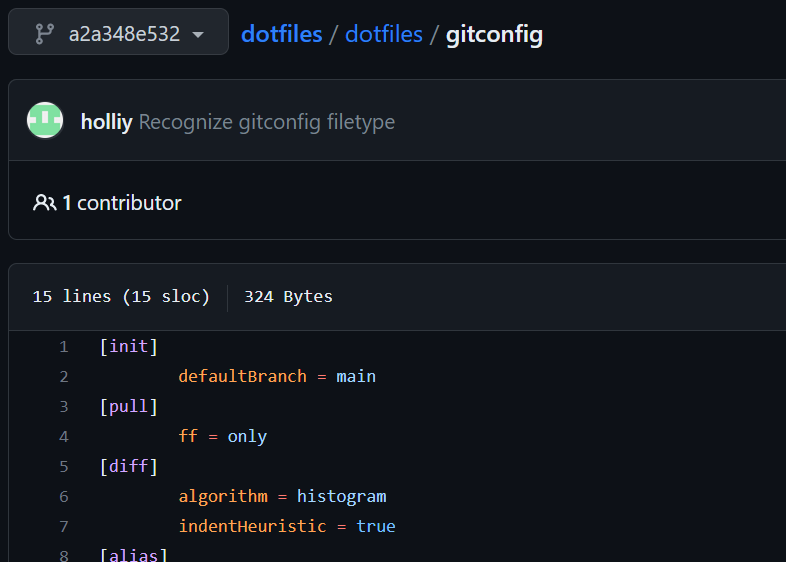 a2a348e532 dotfiles / dotfiles / gitconfig
holliy Recognize gitconfig filetype
1 contributor
15 lines (15 sloc) 324 Bytes
1 [init]
2 defaultBranch = main
3 [pull]
4 ff = only
5 [diff]
6 algorithm = histogram
7 indentHeuristic = true
8 [alias]